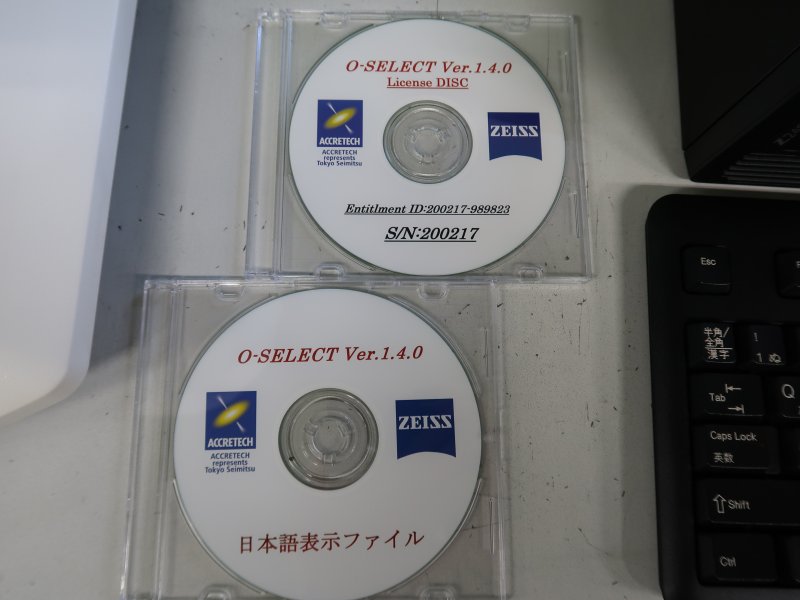 O-SELECT Ver.1.4.0
License DISC
ACCRETECH
ACCRETECH
represents
Tokyo Seimitsu
ZEISS
Entitlment ID:200217-989823
S/N:200217
O-SELECT Ver.1.4.0
ACCRETECH
ACCRETECH
represents
Tokyo Seimitsu
ZEISS
日本語表示ファイル
Esc
半角/
全角
漢字
!
1 ぬ
Tab
Q
Caps Lock
英数
Shift
Ctrl